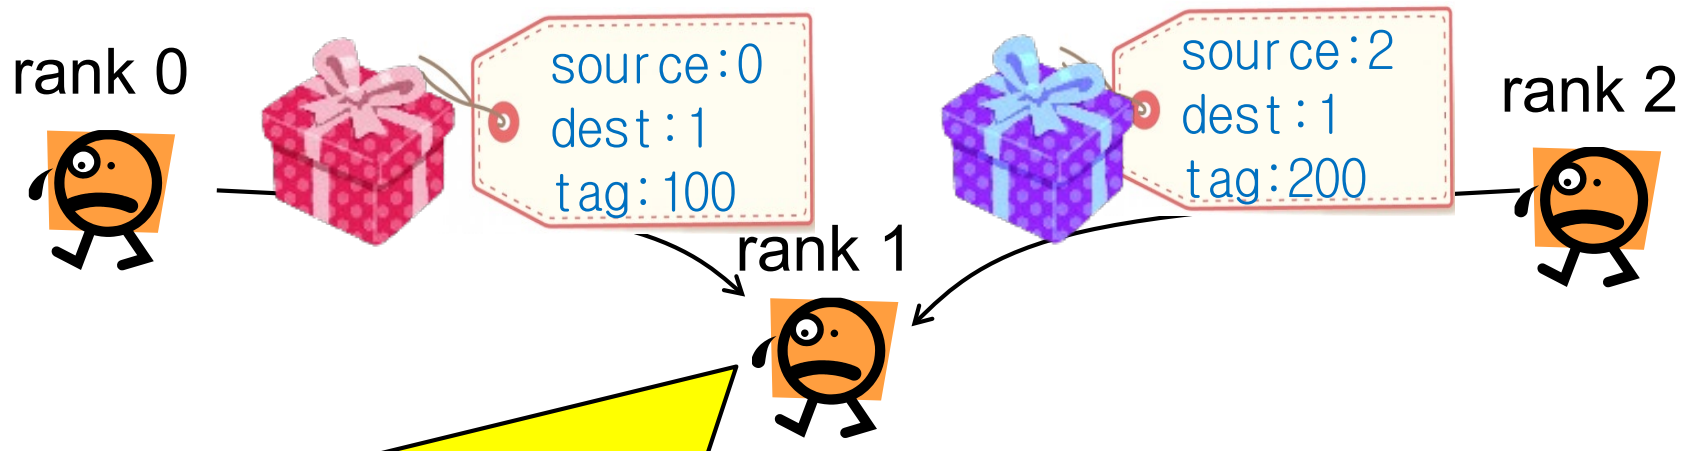 rank 0
source:0
dest:1
tag:100
source:2
dest:1
tag:200
rank 2
rank 1